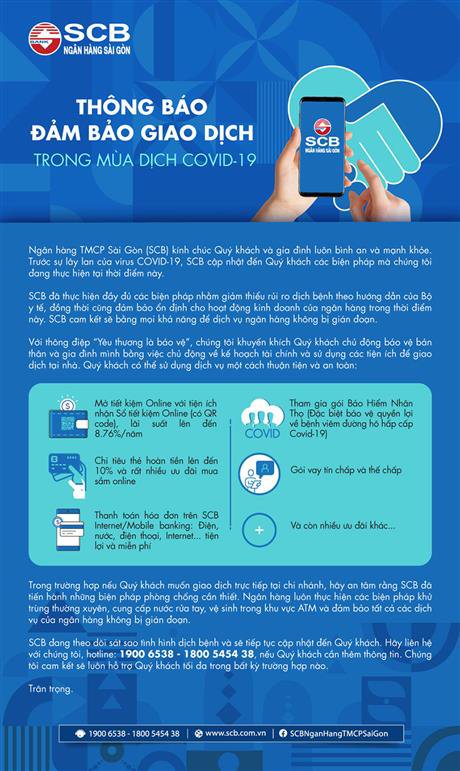 SCB
BANK
NGÂN HÀNG SÀI GÒN
THÔNG BÁO
ĐẢM BẢO GIAO DỊCH
TRONG MÙA DỊCH COVID-19
SCB
NGÂN HÀNG SÀI GÒN
Ngân hàng TMCP Sài Gòn (SCB) kính chúc Quý khách và gia đình luôn bình an và mạnh khỏe.
Trước sự lây lan của virus COVID-19, SCB cập nhật đến Quý khách các biện pháp mà chúng tôi
đang thực hiện tại thời điểm này.
SCB đã thực hiện đầy đủ các biện pháp nhằm giảm thiểu rủi ro dịch bệnh theo hướng dẫn của Bộ
y tế, đồng thời cũng đảm bảo ổn định cho hoạt động kinh doanh của ngân hàng trong thời điểm
này. SCB cam kết sẽ bằng mọi khả năng để dịch vụ ngân hàng không bị gián đoạn.
Với thông điệp "Yêu thương là bảo vệ", chúng tôi khuyến khích Quý khách chủ động bảo vệ bản
thân và gia đình mình bằng việc chủ động về kế hoạch tài chính và sử dụng các tiện ích để giao
dịch tại nhà. Quý khách có thể sử dụng dịch vụ một cách thuận tiện và an toàn:
Mở tiết kiệm Online với tiện ích
nhận Sổ tiết kiệm Online (có QR
code), lãi suất lên đến
8.76%/năm
Chi tiêu thẻ hoàn tiền lên đến
10% và rất nhiều ưu đãi mua
sắm online
Thanh toán hóa đơn trên SCB
Internet/Mobile banking: Điện,
nước, điện thoại, Internet... tiện
lợi và miễn phí
COVID
Tham gia gói Bảo Hiểm Nhân
Thọ (Đặc biệt bảo vệ quyền lợi
về bệnh viêm đường hô hấp cấp
Covid-19)
Gói vay tín chấp và thế chấp
Và còn nhiều ưu đãi khác...
Trong trường hợp nếu Quý khách muốn giao dịch trực tiếp tại chi nhánh, hãy an tâm rằng SCB đã
tiến hành những biện pháp phòng chống cần thiết. Ngân hàng luôn thực hiện các biện pháp khử
trùng thường xuyên, cung cấp nước rửa tay, vệ sinh trong khu vực ATM và đảm bảo tất cả các dịch
vụ của ngân hàng không bị gián đoạn.
SCB đang theo dõi sát sao tình hình dịch bệnh và sẽ tiếp tục cập nhật đến Quý khách. Hãy liên hệ
với chúng tôi, hotline: 1900 6538 - 1800 5454 38, nếu Quý khách cần thêm thông tin. Chúng
tôi cam kết sẽ luôn hỗ trợ Quý khách tối đa trong bất kỳ trường hợp nào.
Trân trọng.
1900 6538 - 1800 5454 38 | www.scb.com.vn | SCBNganHangTMCPSaiGon